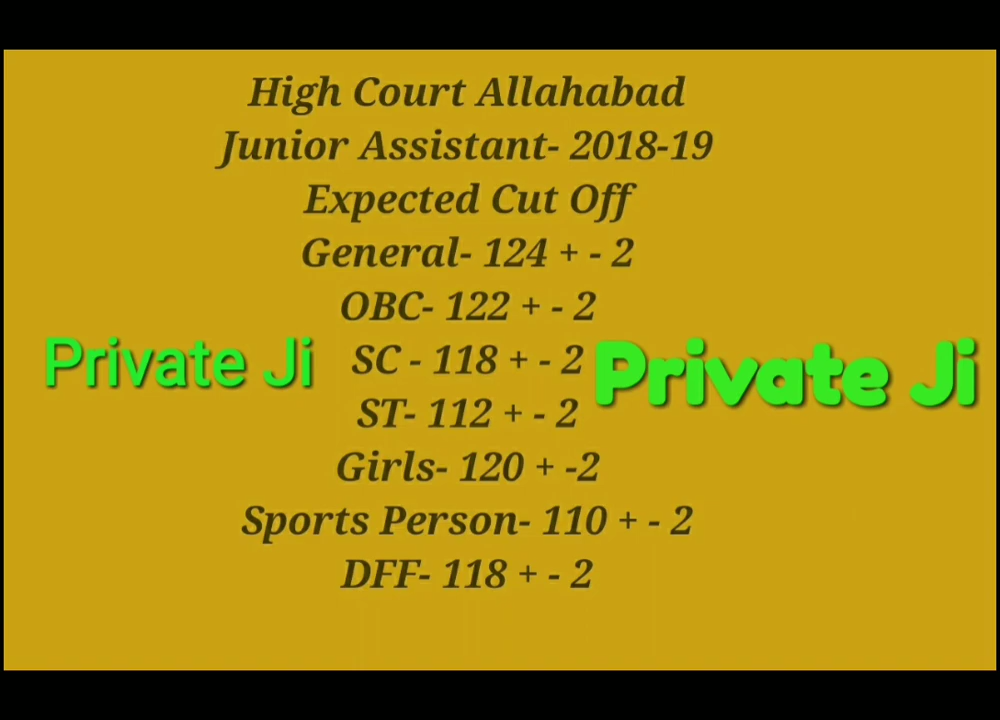 High Court Allahabad
Junior Assistant- 2018-19
Expected Cut Off
General- 124 + - 2
OBC- 122 + - 2
Private Ji
SC - 118 + - 2
Private Ji
ST- 112 + - 2
Girls- 120 + -2
Sports Person- 110 + - 2
DFF- 118 + - 2